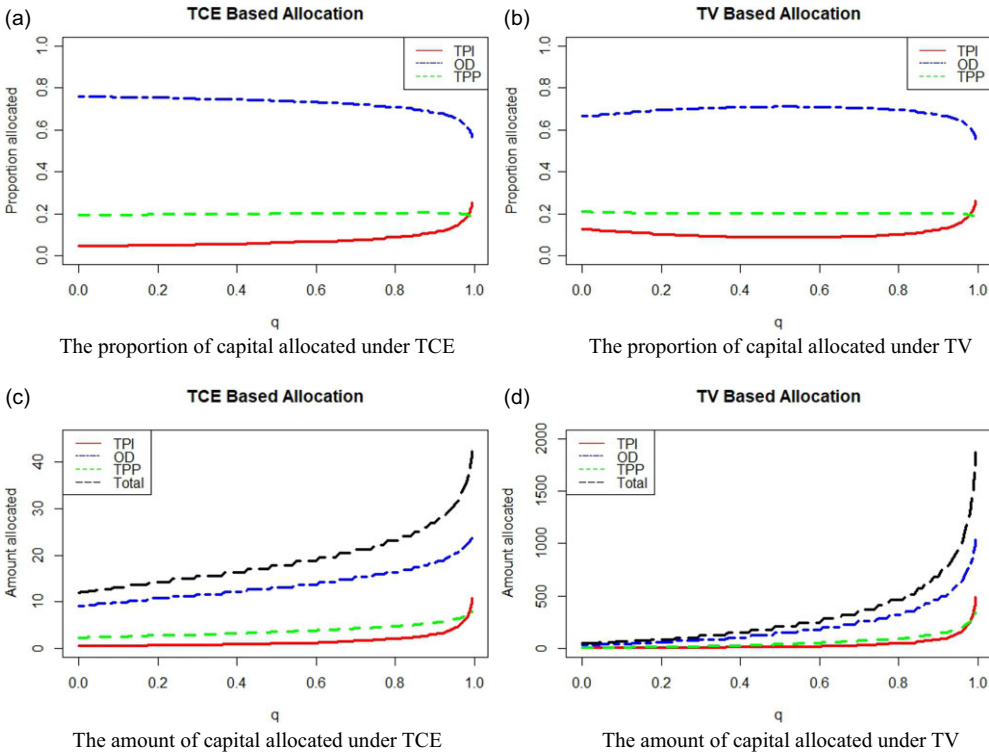 (a)
TCE Based Allocation
Proportion allocated
0.0 0.2 0.4 0.6 0.8 1.0
TPI
OD
TPP
0.0 0.2 0.4 0.6 0.8 1.0
q
The proportion of capital allocated under TCE
(b)
TV Based Allocation
Proportion allocated
0.0 0.2 0.4 0.6 0.8 1.0
TPI
OD
TPP
0.0 0.2 0.4 0.6 0.8 1.0
q
The proportion of capital allocated under TV
(c)
TCE Based Allocation
Amount allocated
0 10 20 30 40
TPI
OD
TPP
Total
0.0 0.2 0.4 0.6 0.8 1.0
q
The amount of capital allocated under TCE
(d)
TV Based Allocation
Amount allocated
0 500 1000 1500 2000
TPI
OD
TPP
Total
0.0 0.2 0.4 0.6 0.8 1.0
q
The amount of capital allocated under TV